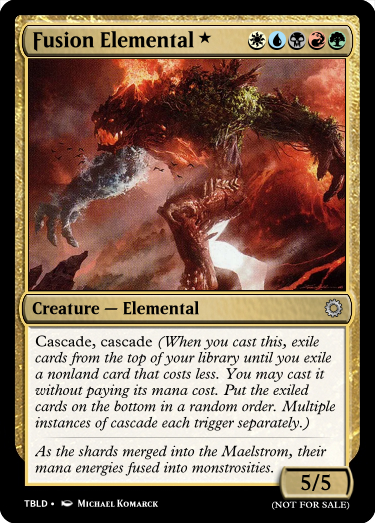 Fusion Elemental★
Creature — Elemental
Cascade, cascade (When you cast this, exile
cards from the top of your library until you exile
a nonland card that costs less. You may cast it
without paying its mana cost. Put the exiled
cards on the bottom in a random order. Multiple
instances of cascade each trigger separately.)
As the shards merged into the Maelstrom, their
mana energies fused into monstrosities.
5/5
TBLD • Michael Komarck
(NOT FOR SALE)